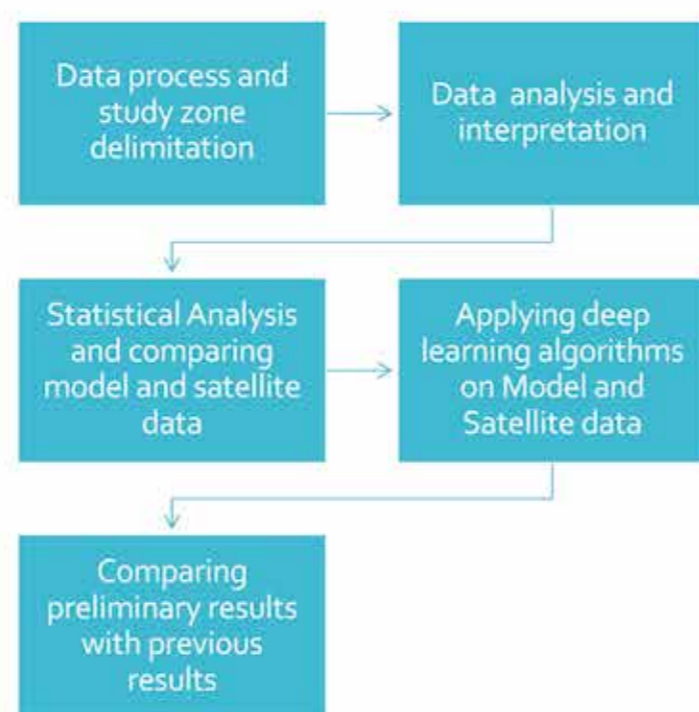 Data process and
study zone
delimitation
Data analysis and
interpretation
Statistical Analysis
and comparing
model and satellite
data
Applying deep
learning algorithms
on Model and
Satellite data
Comparing
preliminary results
with previous
results